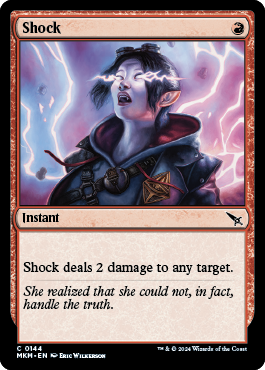 Shock
Instant
Shock deals 2 damage to any target.
She realized that she could not, in fact,
handle the truth.
C 0144
MKM • EN Eric Wilkerson
™ & © 2024 Wizards of the Coast